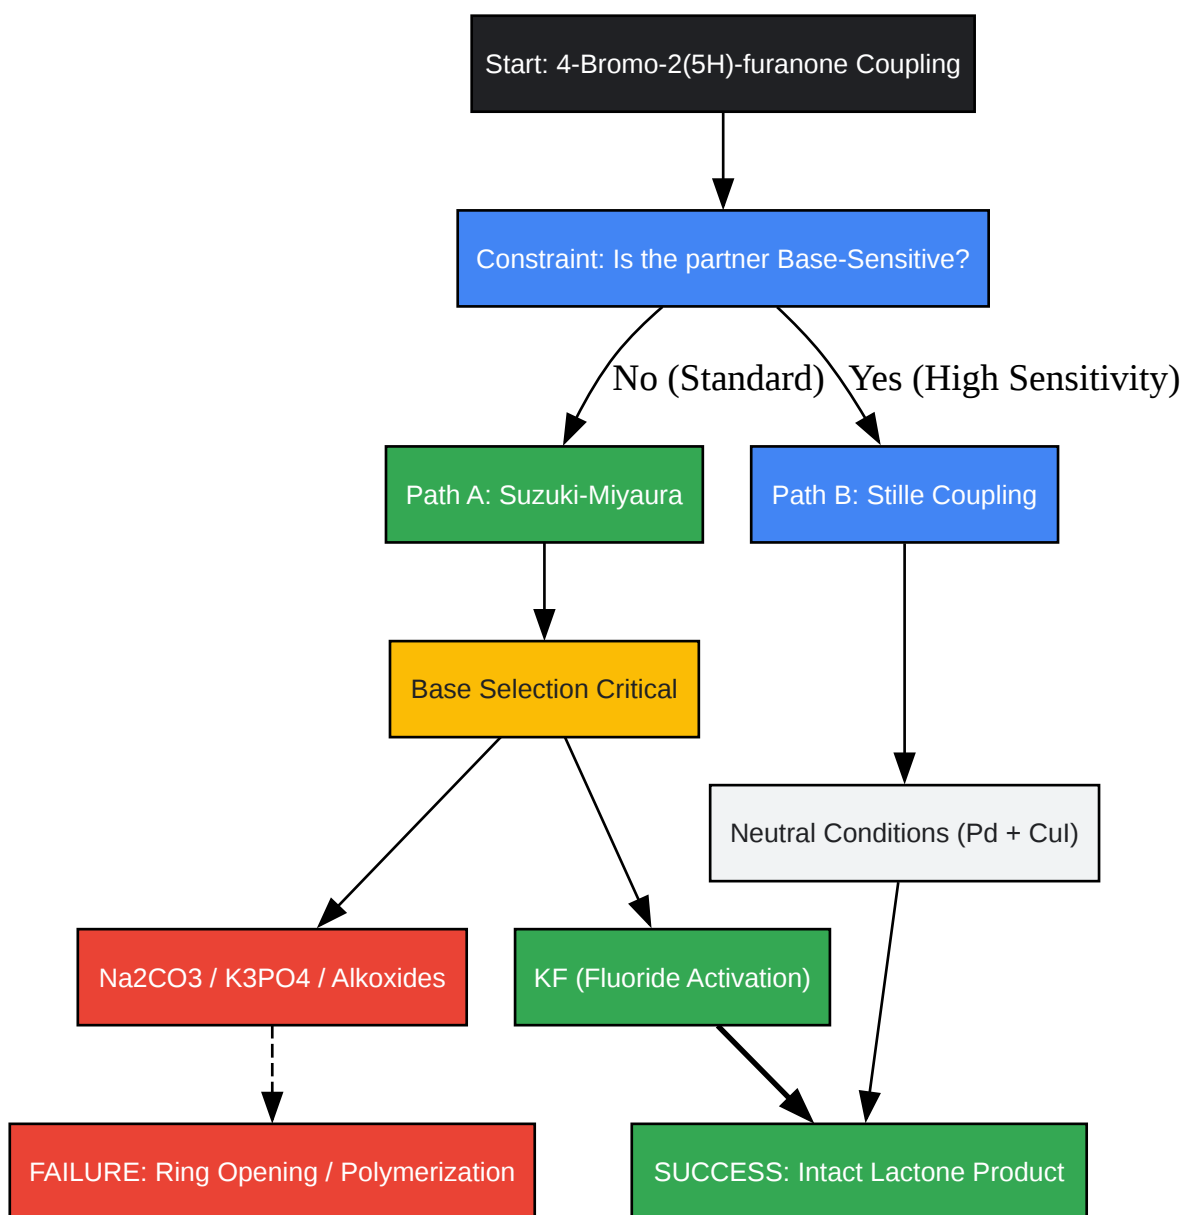 Start: 4-Bromo-2(5H)-furanone Coupling
Constraint: Is the partner Base-Sensitive?
No (Standard)
Yes (High Sensitivity)
Path A: Suzuki-Miyaura
Path B: Stille Coupling
Base Selection Critical
Neutral Conditions (Pd + CuI)
Na2CO3 / K3PO4 / Alkoxides
KF (Fluoride Activation)
FAILURE: Ring Opening / Polymerization
SUCCESS: Intact Lactone Product